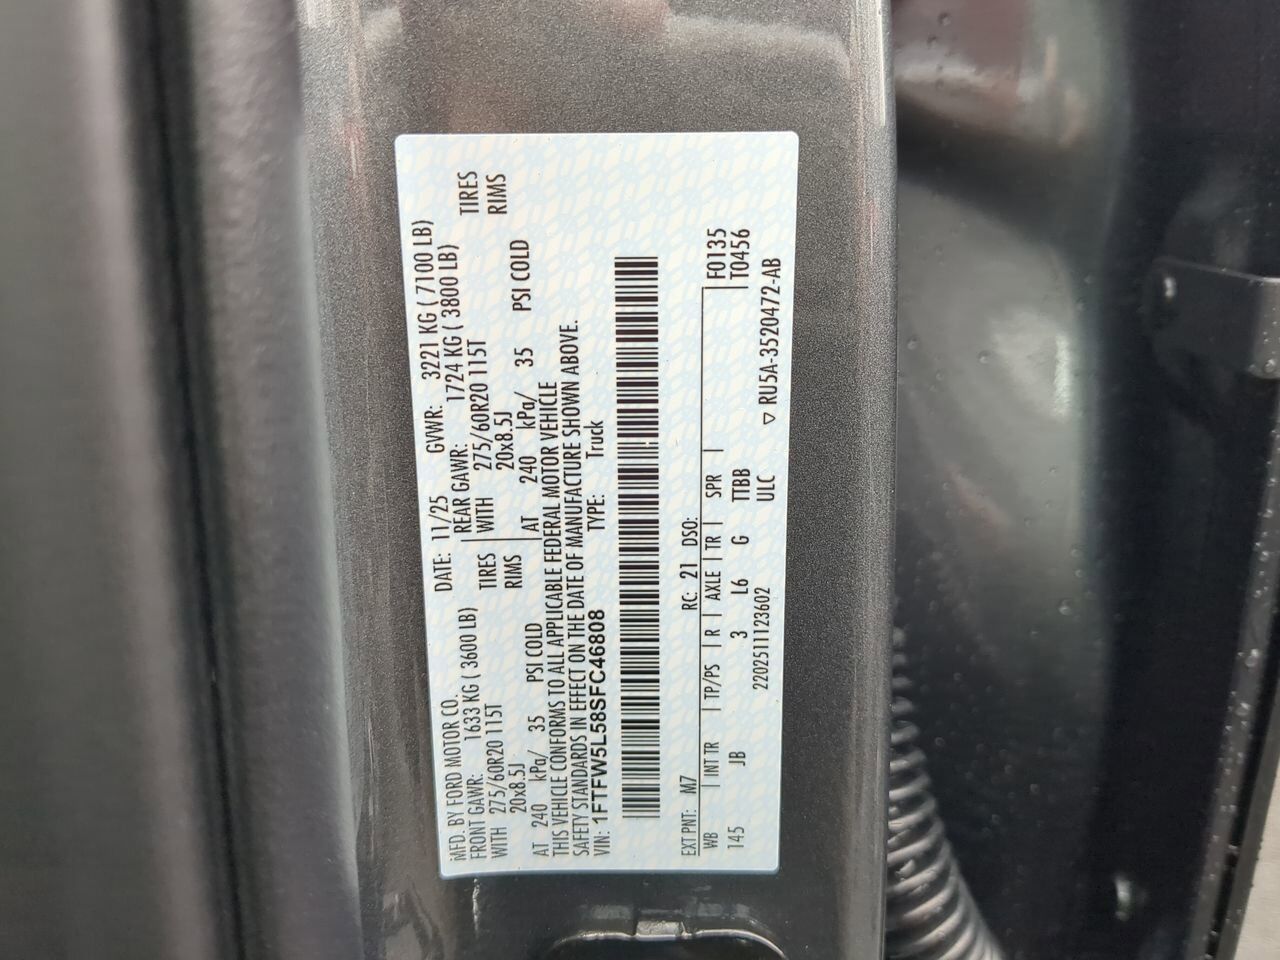 MFD. BY FORD MOTOR CO. DATE: 11/25 GVWR: 3221 KG ( 7100 LB)
FRONT GAWR: 1633 KG ( 3600 LB) REAR GAWR: 1724 KG ( 3800 LB)
WITH 275/60R20 115T TIRES WITH 275/60R20 115T TIRES
20x8.5J RIMS 20x8.5J RIMS
AT 240 kPa/ 35 PSI COLD AT 240 kPa/ 35 PSI COLD
THIS VEHICLE CONFORMS TO ALL APPLICABLE FEDERAL MOTOR VEHICLE
SAFETY STANDARDS IN EFFECT ON THE DATE OF MANUFACTURE SHOWN ABOVE.
VIN: 1FTFW5L58SFC46808 TYPE: Truck
EXT PNT: M7 RC: 21 DSO: F0135
WB | INT TR | TP/PS | R | AXLE | TR | SPR | T0456
145 JB 3 L6 G TTBB
2202511123602 ULC ▽ RU5A-3520472-AB